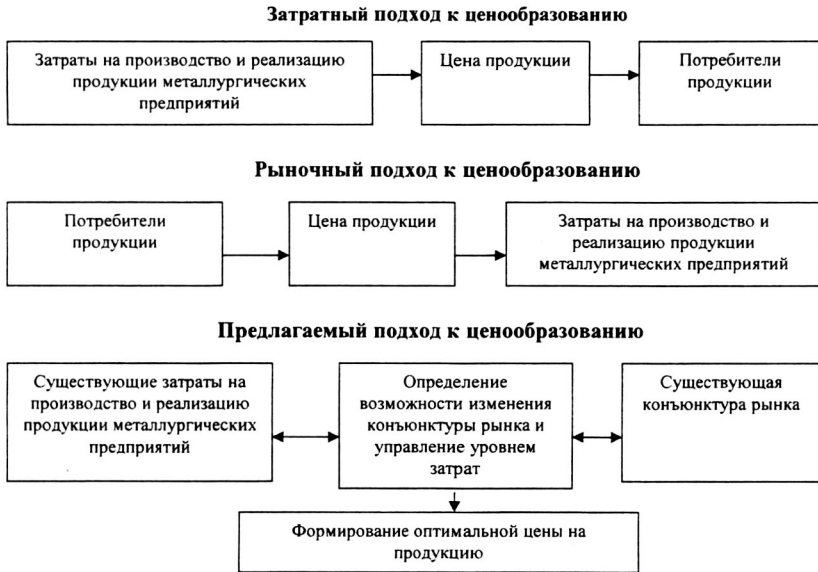 Затратный подход к ценообразованию
Затраты на производство и реализацию
продукции металлургических
предприятий
Цена продукции
Потребители
продукции
Рыночный подход к ценообразованию
Потребители
продукции
Цена продукции
Затраты на производство и
реализацию продукции
металлургических предприятий
Предлагаемый подход к ценообразованию
Существующие затраты на
производство и реализацию
продукции металлургических
предприятий
Определение
возможности изменения
конъюнктуры рынка и
управление уровнем
затрат
Существующая
конъюнктура рынка
Формирование оптимальной цены на
продукцию